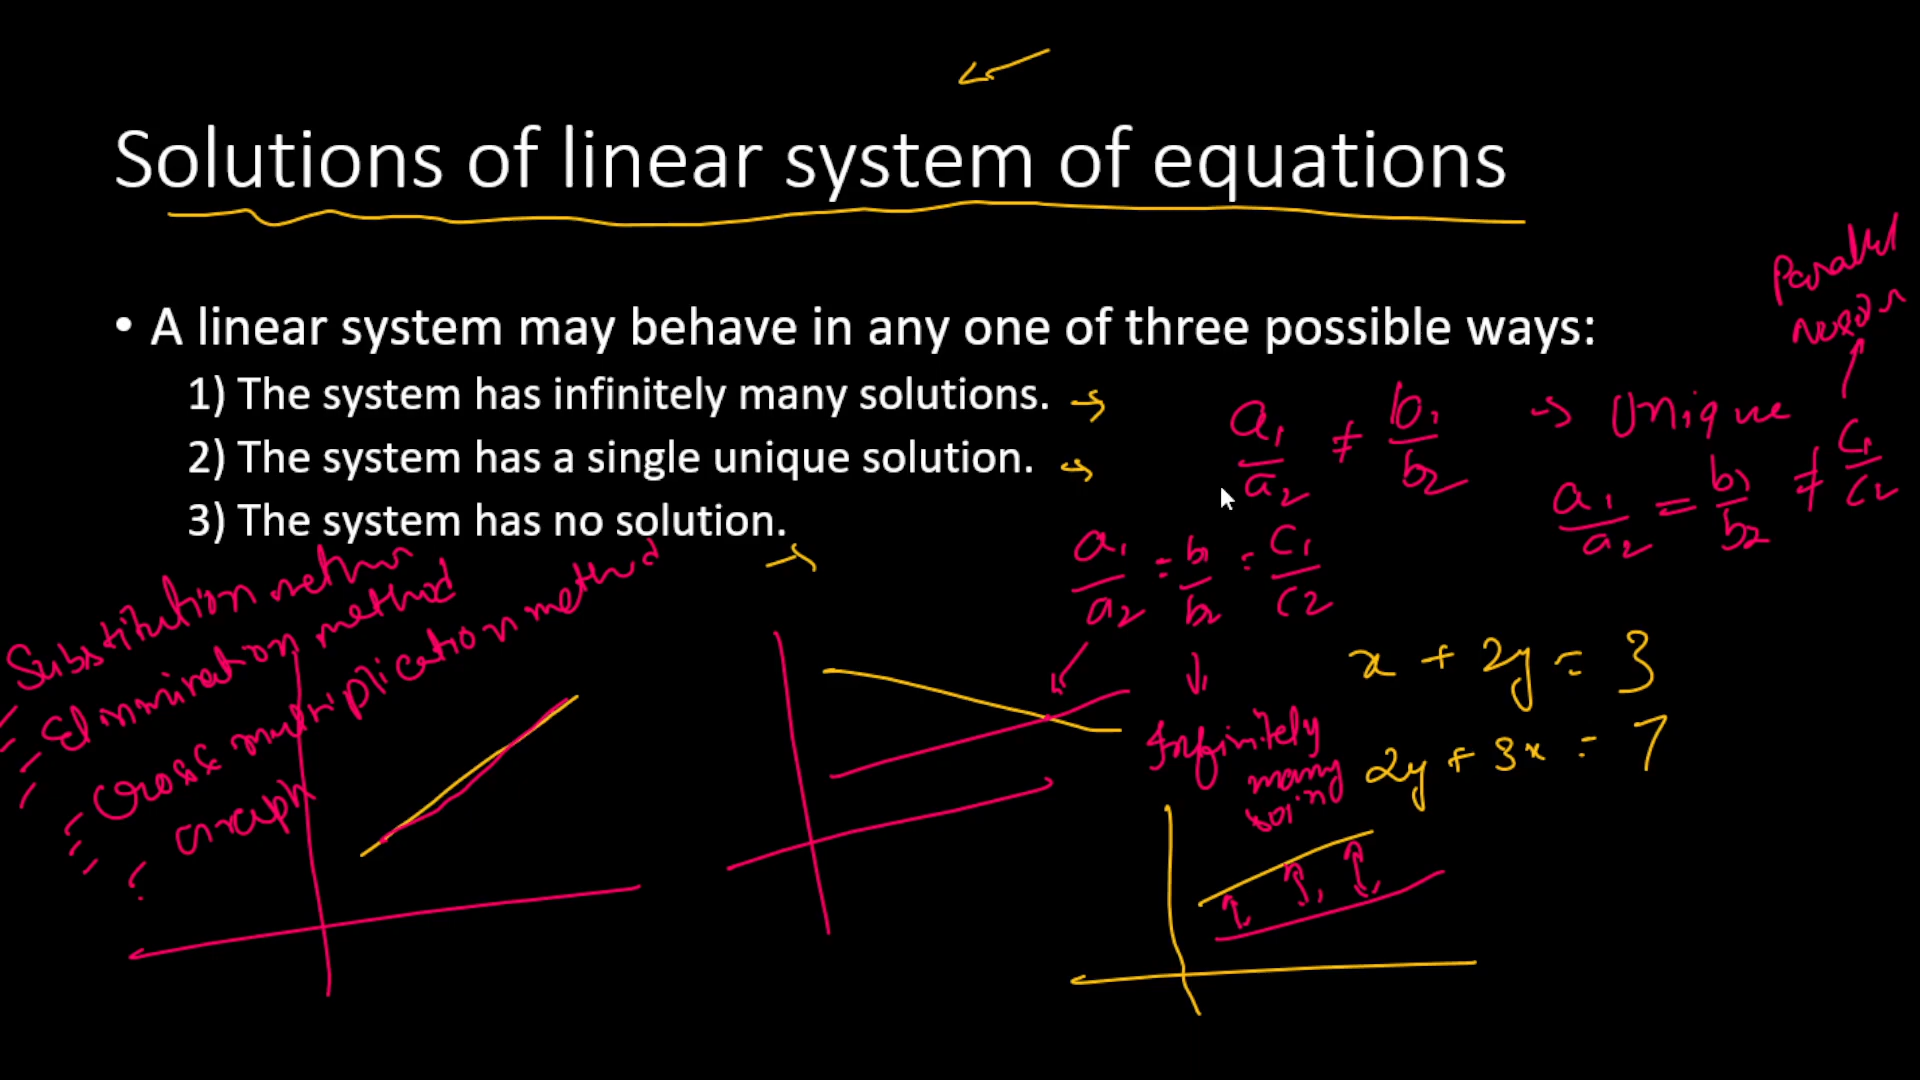 Solutions of linear system of equations
• A linear system may behave in any one of three possible ways:
1) The system has infinitely many solutions.
2) The system has a single unique solution.
3) The system has no solution.
Parallel
a₁/a₂ ≠ b₁/b₂ → Unique
a₁/a₂ = b₁/b₂ ≠ c₁/c₂
a₁/a₂ = b₁/b₂ = c₁/c₂
Infinitely
many
x + 2y = 3
2y + 3x = 7
Substitution
Elimination method
Cross multiplication method
Graph